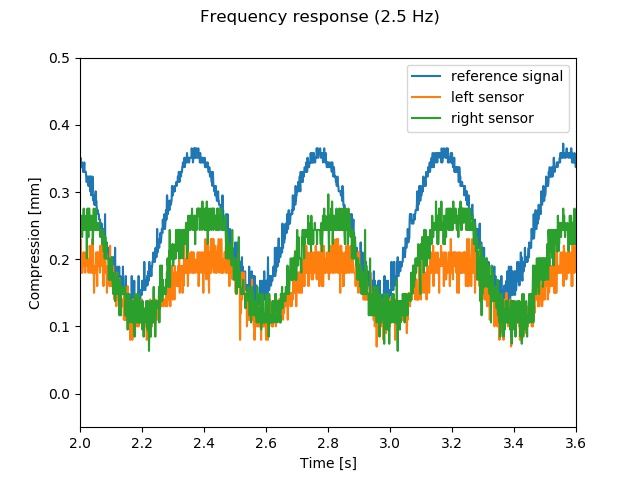 Frequency response (2.5 Hz)
0.5
reference signal
left sensor
right sensor
0.4
0.3
0.2
0.1
0.0
Compression [mm]
2.0 2.2 2.4 2.6 2.8 3.0 3.2 3.4 3.6
Time [s]